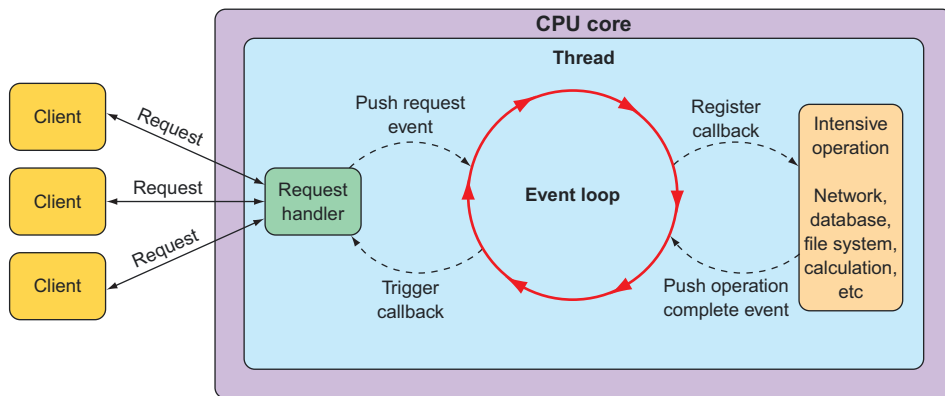 CPU core
Thread
Client
Client
Client
Request
Request
Request
Request
handler
Push request
event
Trigger
callback
Event loop
Register
callback
Push operation
complete event
Intensive
operation
Network,
database,
file system,
calculation,
etc